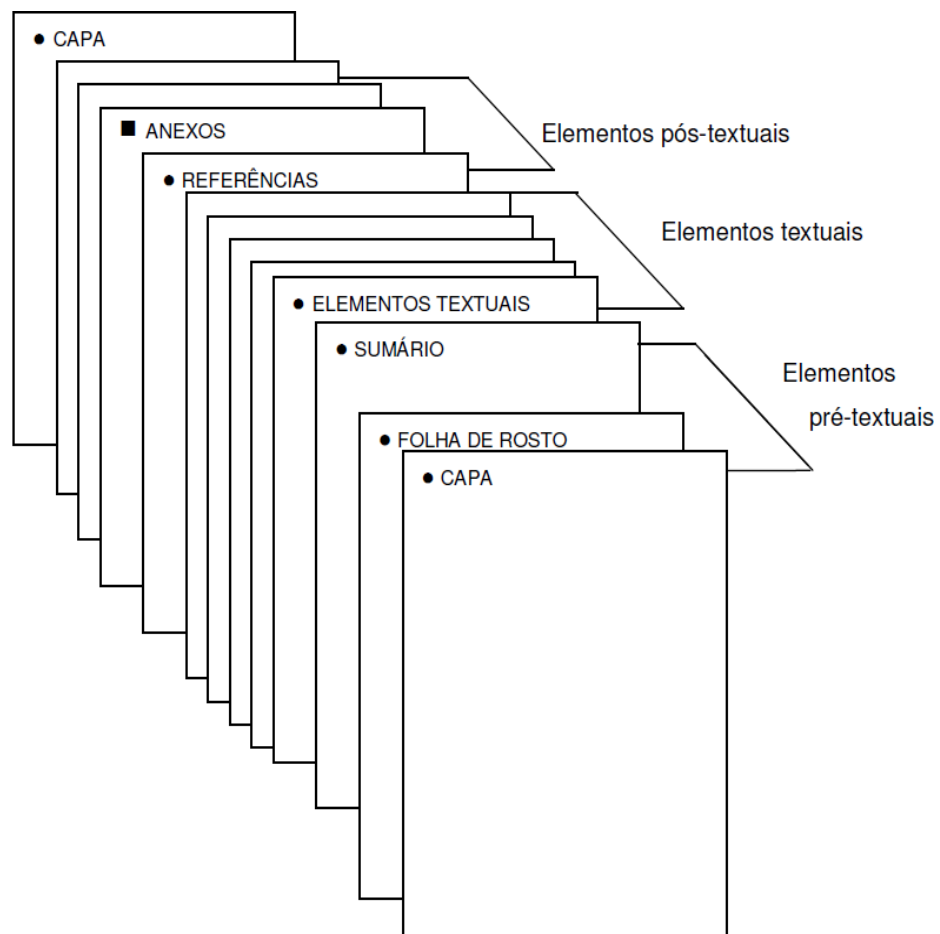 ● CAPA
■ ANEXOS
Elementos pós-textuais
● REFERÊNCIAS
Elementos textuais
● ELEMENTOS TEXTUAIS
● SUMÁRIO
Elementos
pré-textuais
● FOLHA DE ROSTO
● CAPA